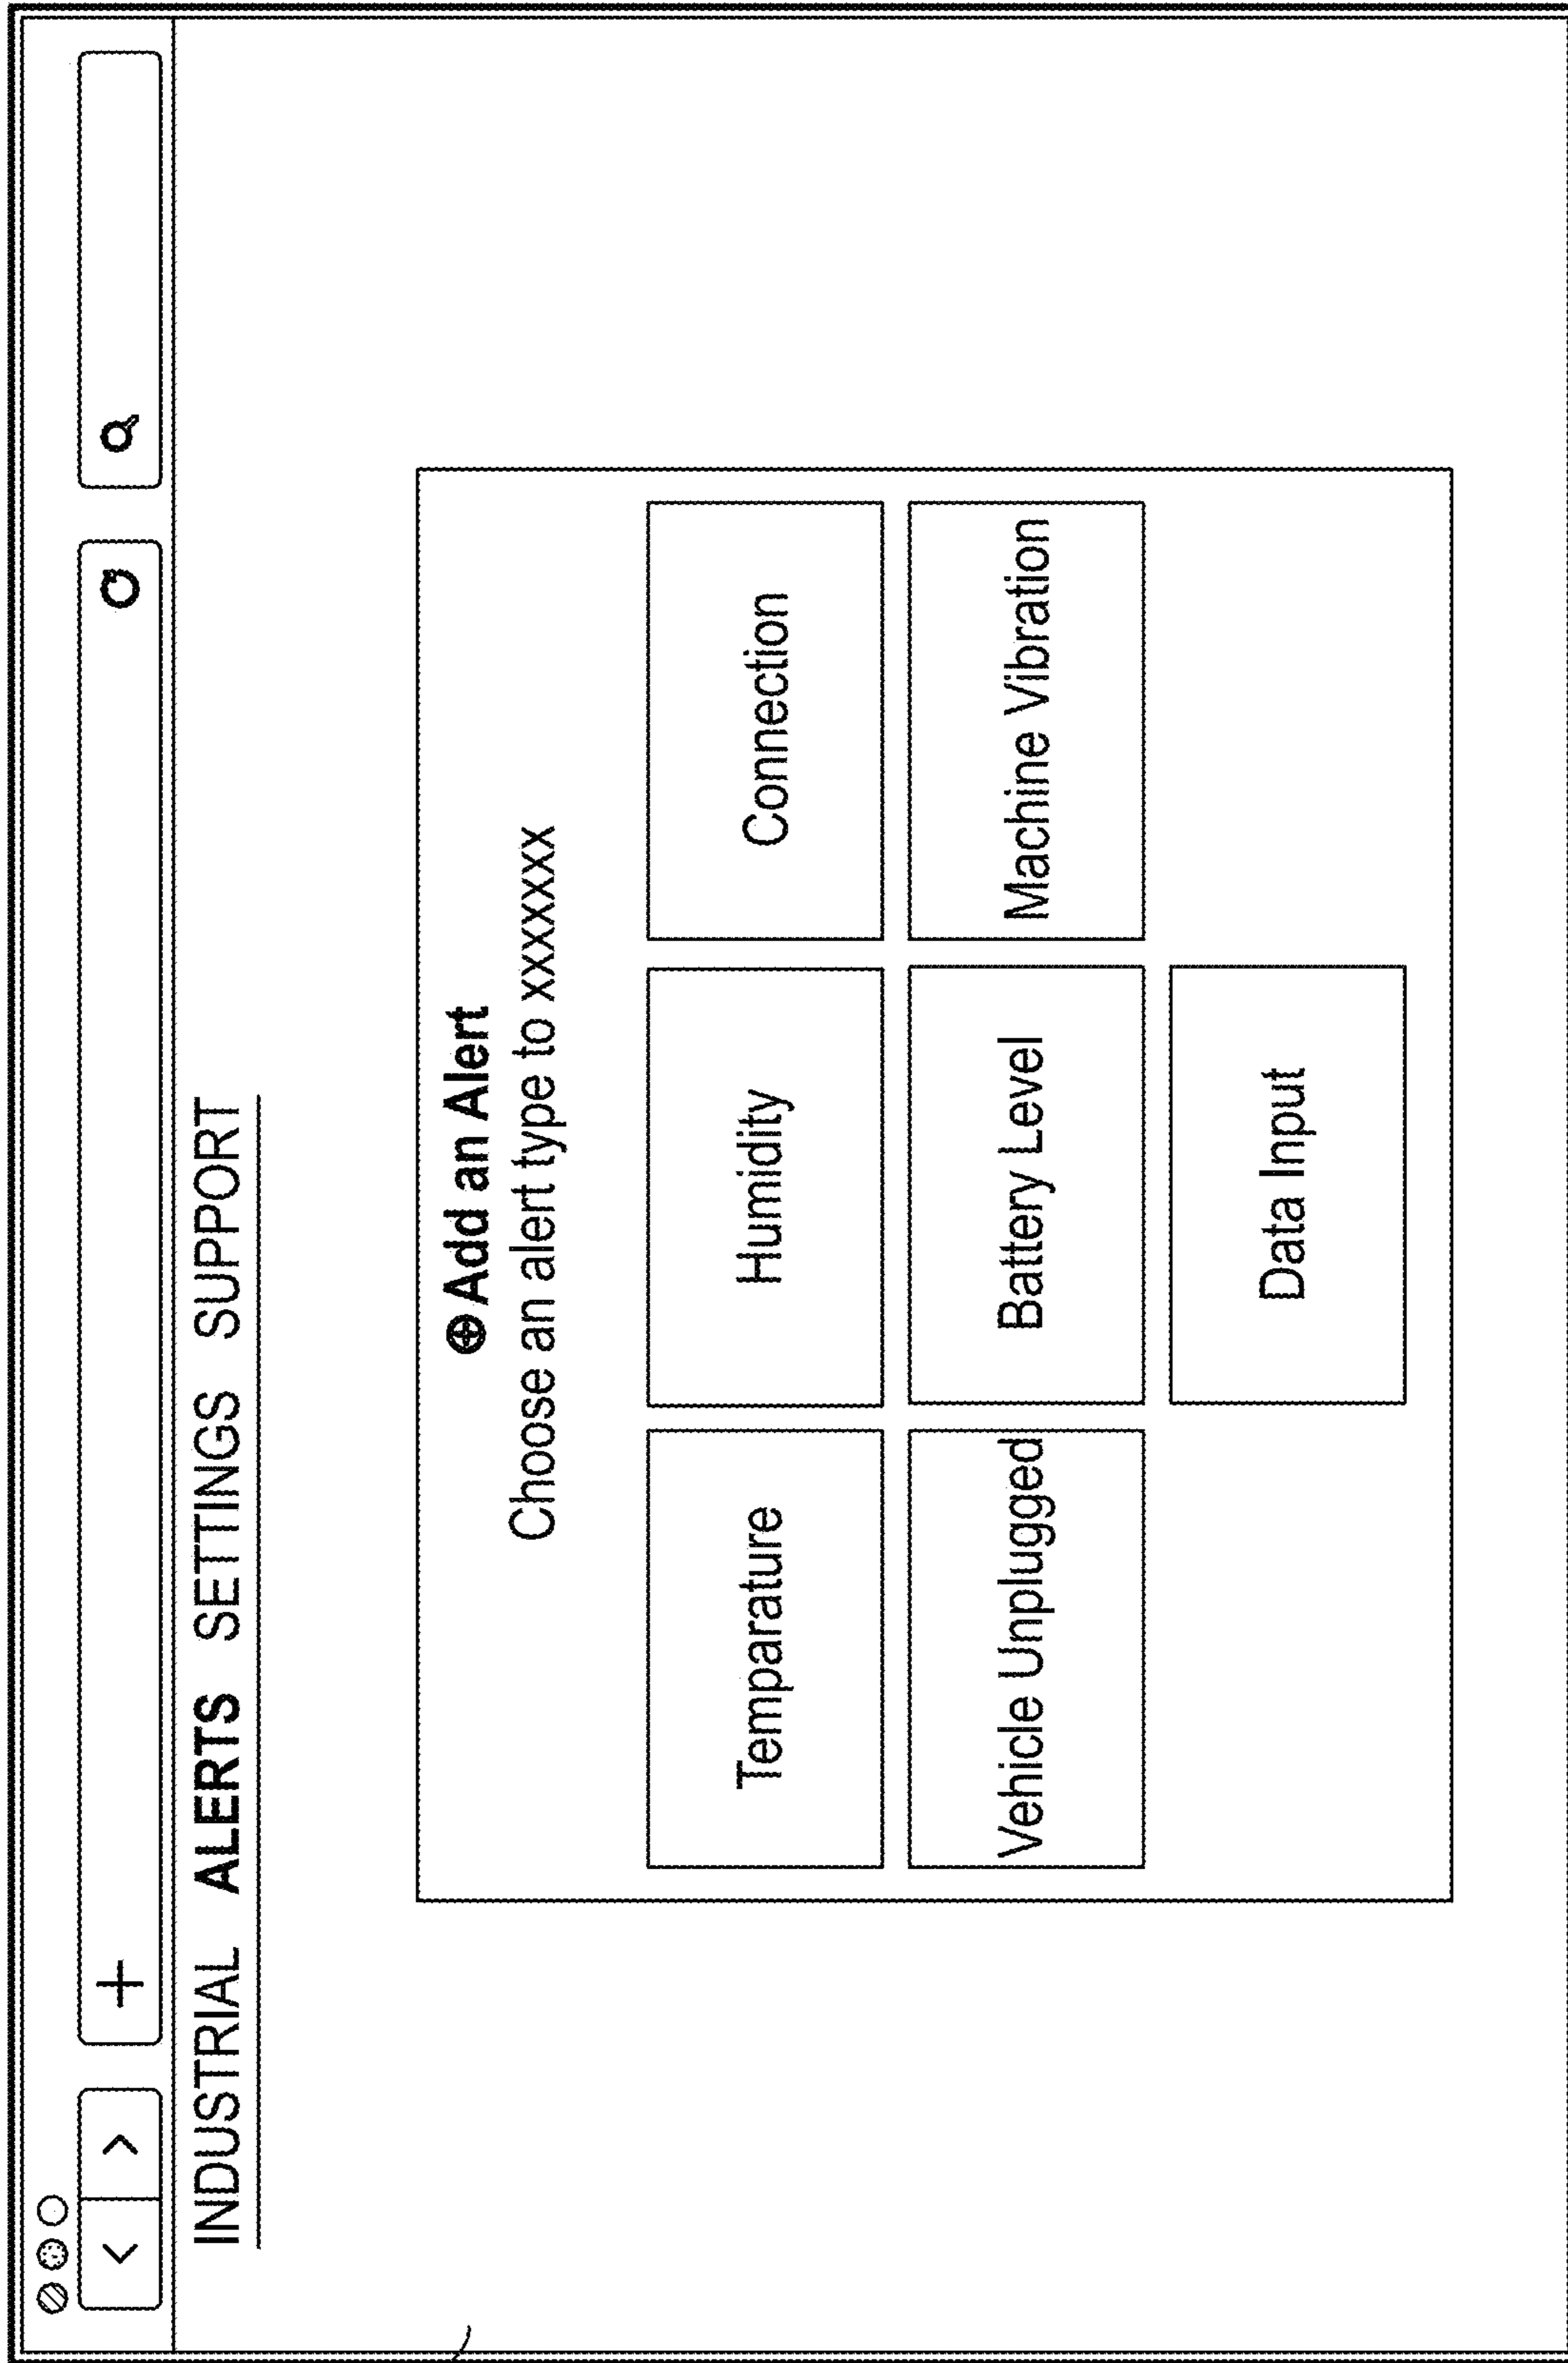 INDUSTRIAL ALERTS SETTINGS SUPPORT
⊕ Add an Alert
Choose an alert type to xxxxxx
Temparature Humidity Connection
Vehicle Unplugged Battery Level Machine Vibration
Data Input